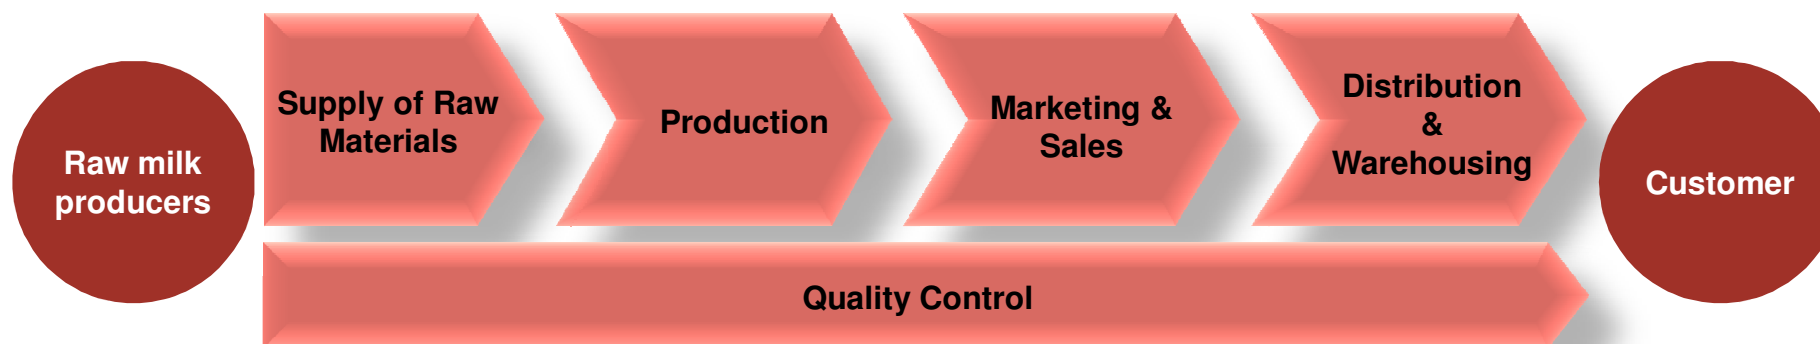 Raw milk
producers
Supply of Raw
Materials
Production
Marketing &
Sales
Distribution
&
Warehousing
Customer
Quality Control